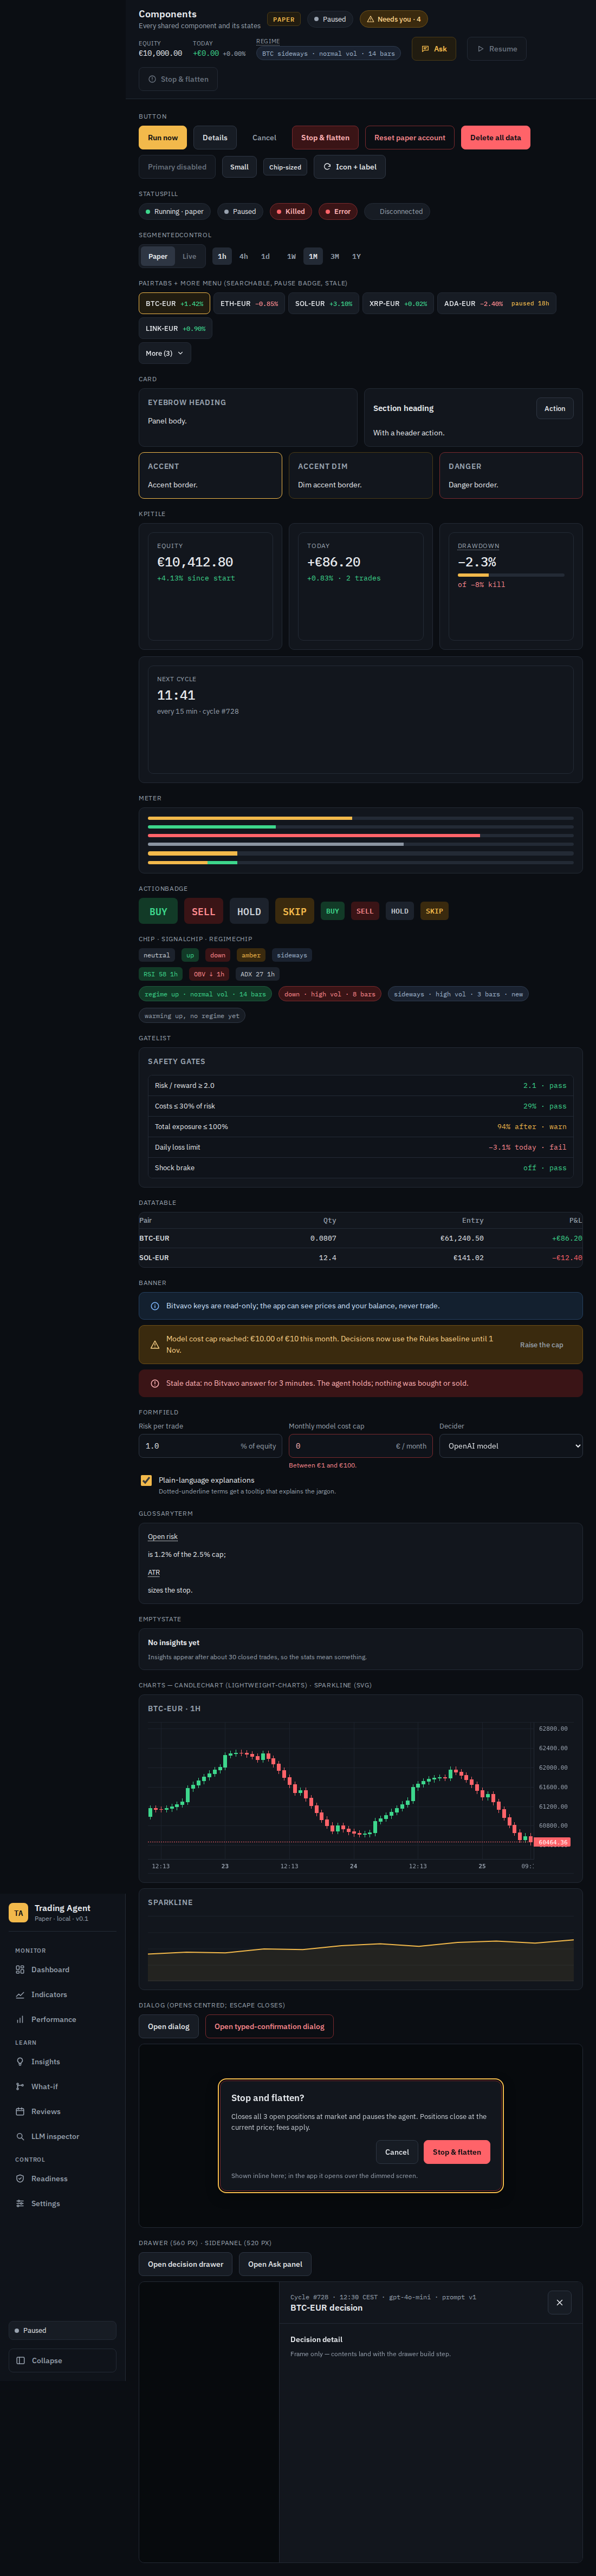 Components
Every shared component and its states
PAPER
Paused
Needs you · 4
EQUITY
€10,000.00
TODAY
+€0.00 +0.00%
REGIME
BTC sideways · normal vol · 14 bars
Ask
Resume
Stop & flatten
BUTTON
Run now
Details
Cancel
Stop & flatten
Reset paper account
Delete all data
Primary disabled
Small
Chip-sized
Icon + label
STATUSPILL
Running · paper
Paused
Killed
Error
Disconnected
SEGMENTEDCONTROL
Paper
Live
1h
4h
1d
1W
1M
3M
1Y
PAIRTABS + MORE MENU (SEARCHABLE, PAUSE BADGE, STALE)
BTC-EUR +1.42%
ETH-EUR −0.85%
SOL-EUR +3.10%
XRP-EUR +0.02%
ADA-EUR −2.40% paused 18h
LINK-EUR +0.90%
More (3)
CARD
EYEBROW HEADING
Panel body.
Section heading
Action
With a header action.
ACCENT
Accent border.
ACCENT DIM
Dim accent border.
DANGER
Danger border.
KPITILE
EQUITY
€10,412.80
+4.13% since start
TODAY
+€86.20
+0.83% · 2 trades
DRAWDOWN
−2.3%
of −8% kill
NEXT CYCLE
11:41
every 15 min · cycle #728
METER
ACTIONBADGE
BUY
SELL
HOLD
SKIP
BUY
SELL
HOLD
SKIP
CHIP · SIGNALCHIP · REGIMECHIP
neutral
up
down
amber
sideways
RSI 58 1h
OBV ↓ 1h
ADX 27 1h
regime up · normal vol · 14 bars
down · high vol · 8 bars
sideways · high vol · 3 bars · new
warming up, no regime yet
GATELIST
SAFETY GATES
Risk / reward ≥ 2.0
2.1 · pass
Costs ≤ 30% of risk
29% · pass
Total exposure ≤ 100%
94% after · warn
Daily loss limit
−3.1% today · fail
Shock brake
off · pass
DATATABLE
Pair Qty Entry P&L
BTC-EUR 0.0807 €61,240.50 +€86.20
SOL-EUR 12.4 €141.02 −€12.40
BANNER
Bitvavo keys are read-only; the app can see prices and your balance, never trade.
Model cost cap reached: €10.00 of €10 this month. Decisions now use the Rules baseline until 1
Nov.
Raise the cap
Stale data: no Bitvavo answer for 3 minutes. The agent holds; nothing was bought or sold.
FORMFIELD
Risk per trade
1.0
% of equity
Monthly model cost cap
0
€ / month
Between €1 and €100.
Decider
OpenAI model
Plain-language explanations
Dotted-underline terms get a tooltip that explains the jargon.
GLOSSARYTERM
Open risk
is 1.2% of the 2.5% cap;
ATR
sizes the stop.
EMPTYSTATE
No insights yet
Insights appear after about 30 closed trades, so the stats mean something.
CHARTS — CANDLECHART (LIGHTWEIGHT-CHARTS) · SPARKLINE (SVG)
BTC-EUR · 1H
62800.00
62400.00
62000.00
61600.00
61200.00
60800.00
60464.36
12:13
23
12:13
24
12:13
25
09:
SPARKLINE
TA
Trading Agent
Paper · local · v0.1
MONITOR
Dashboard
Indicators
Performance
LEARN
Insights
What-if
Reviews
LLM inspector
CONTROL
Readiness
Settings
Paused
Collapse
DIALOG (OPENS CENTRED; ESCAPE CLOSES)
Open dialog
Open typed-confirmation dialog
Stop and flatten?
Closes all 3 open positions at market and pauses the agent. Positions close at the
current price; fees apply.
Cancel
Stop & flatten
Shown inline here; in the app it opens over the dimmed screen.
DRAWER (560 PX) · SIDEPANEL (520 PX)
Open decision drawer
Open Ask panel
Cycle #728 · 12:30 CEST · gpt-4o-mini · prompt v1
BTC-EUR decision
Decision detail
Frame only — contents land with the drawer build step.